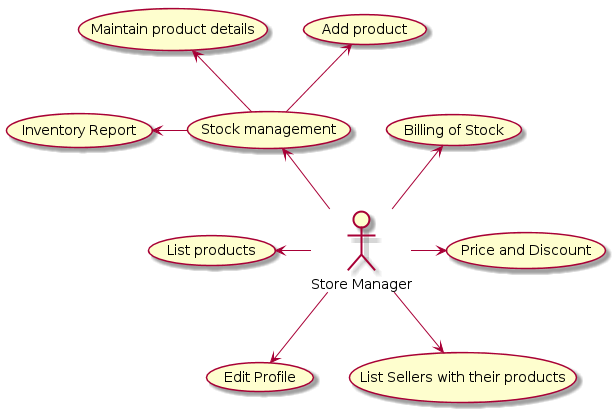 Maintain product details
Add product
Inventory Report
Stock management
Billing of Stock
List products
Price and Discount
Store Manager
Edit Profile
List Sellers with their products